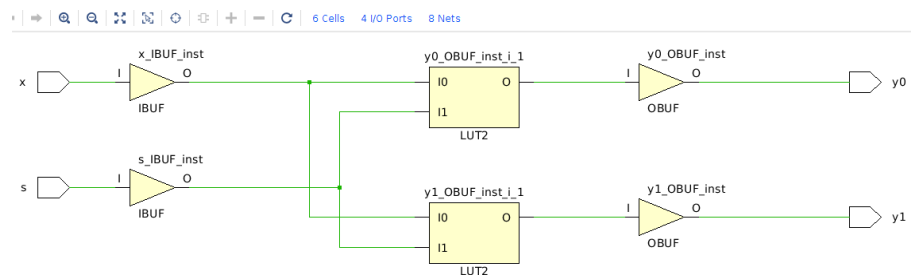 6 Cells 4 I/O Ports 8 Nets
x_IBUF_inst
y0_OBUF_inst_i_1
y0_OBUF_inst
x I O I0 O I O y0
IBUF
I1
OBUF
LUT2
s_IBUF_inst
y1_OBUF_inst_i_1
y1_OBUF_inst
s I O
IBUF
I0 O I O y1
I1
OBUF
LUT2